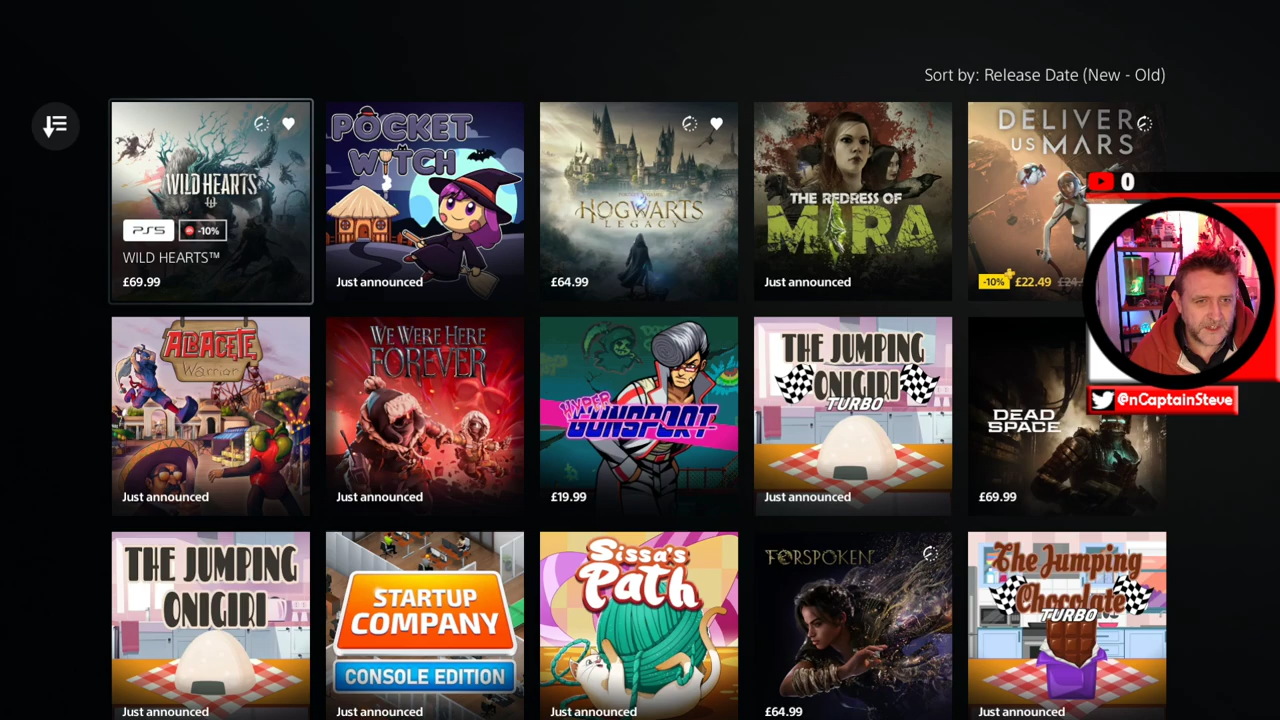 Sort by: Release Date (New - Old)
WILD HEARTS
PS5
-10%
WILD HEARTS™
£69.99
POCKET
WITCH
Just announced
HOGWARTS
LEGACY
£64.99
THE REDRESS OF
MIRA
Just announced
DELIVER
US MARS
-10%
£22.49
0
ALBACETE
Warrior
Just announced
WE WERE HERE
FOREVER
Just announced
HYPER
GUNSPORT
£19.99
THE JUMPING
ONIGIRI
TURBO
Just announced
DEAD
SPACE
£69.99
@nCaptainSteve
THE JUMPING
ONIGIRI
Just announced
STARTUP
COMPANY
CONSOLE EDITION
Just announced
Sissa's
Path
Just announced
FORSPOKEN
£64.99
The Jumping
Chocolate
TURBO
Just announced